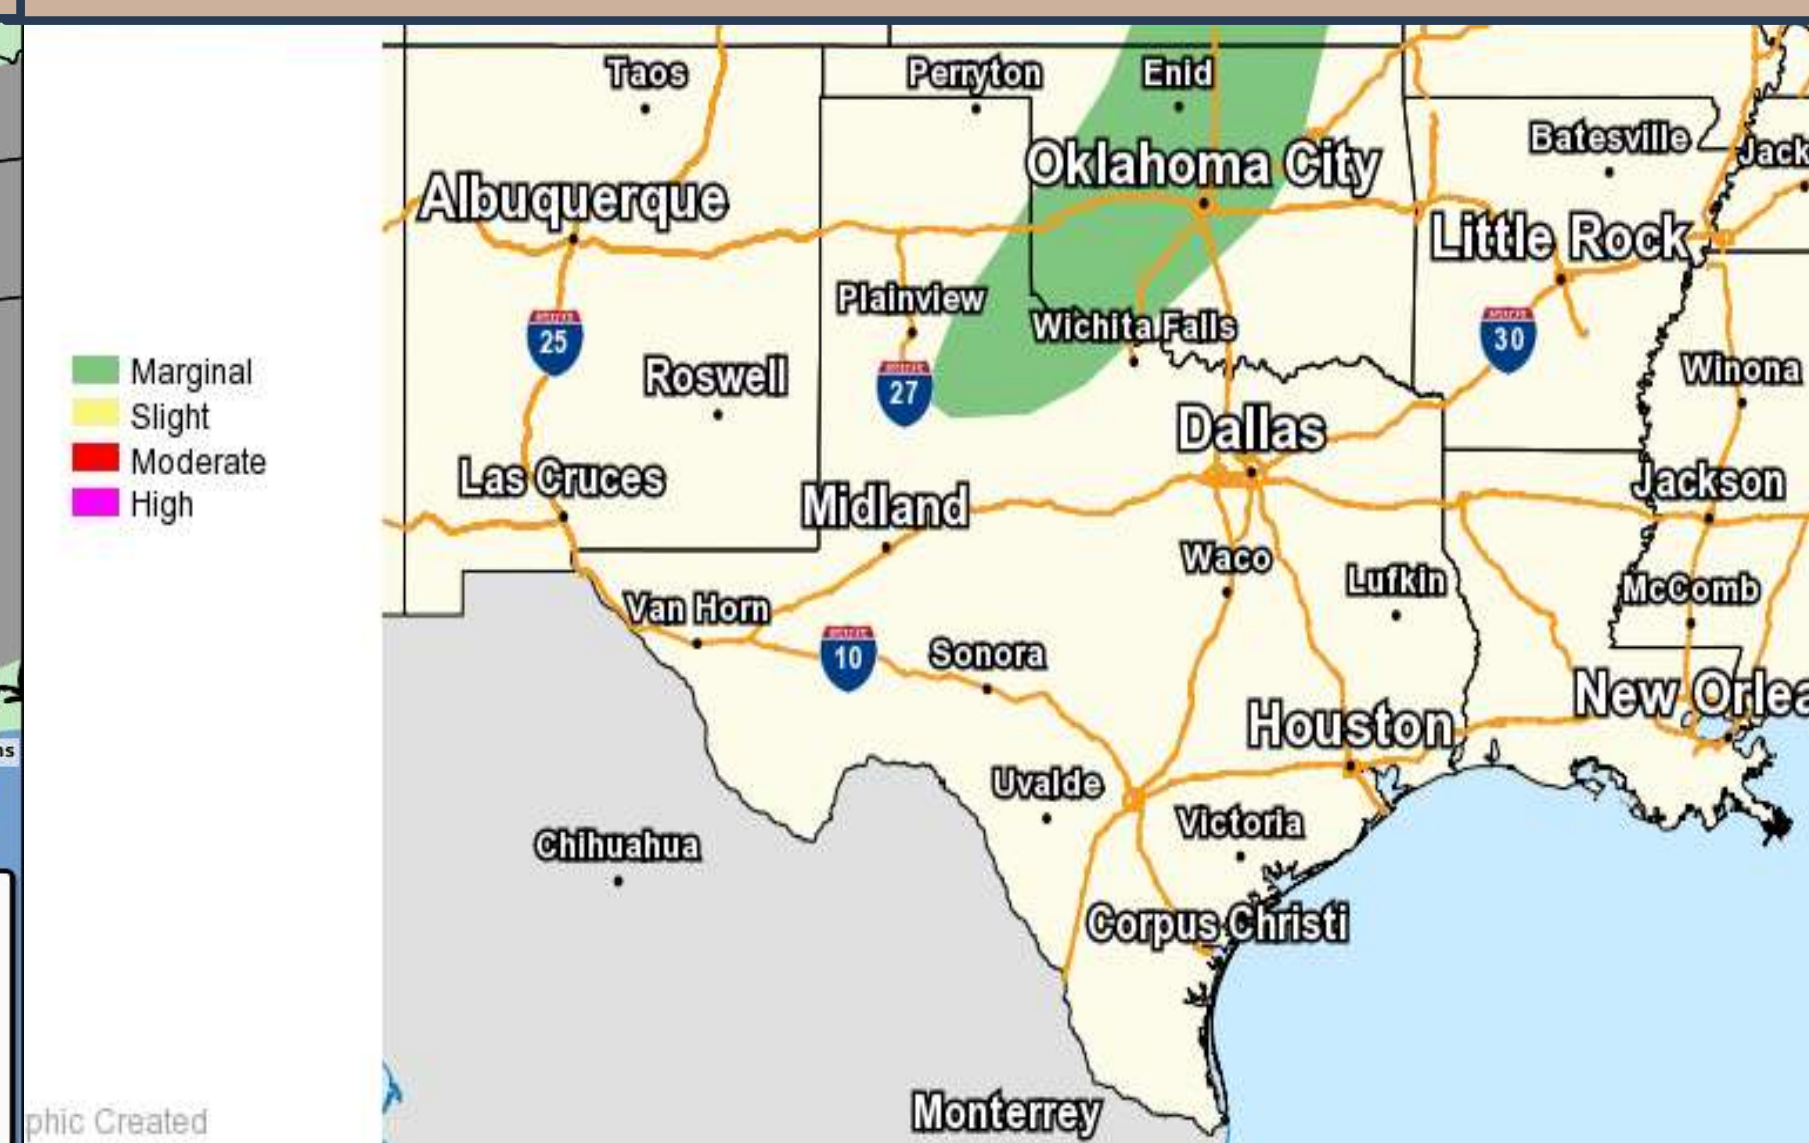 Marginal
Slight
Moderate
High
Taos
Perryton
Enid
Batesville
Jack
Oklahoma City
Albuquerque
Little Rock
Plainview
Wichita Falls
25
30
Roswell
27
Winona
Dallas
Las Cruces
Midland
Jackson
Waco
Lufkin
McComb
Van Horn
10
Sonora
New Orlea
Houston
Uvalde
Victoria
Chihuahua
Corpus Christi
Monterrey
phic Created
ns